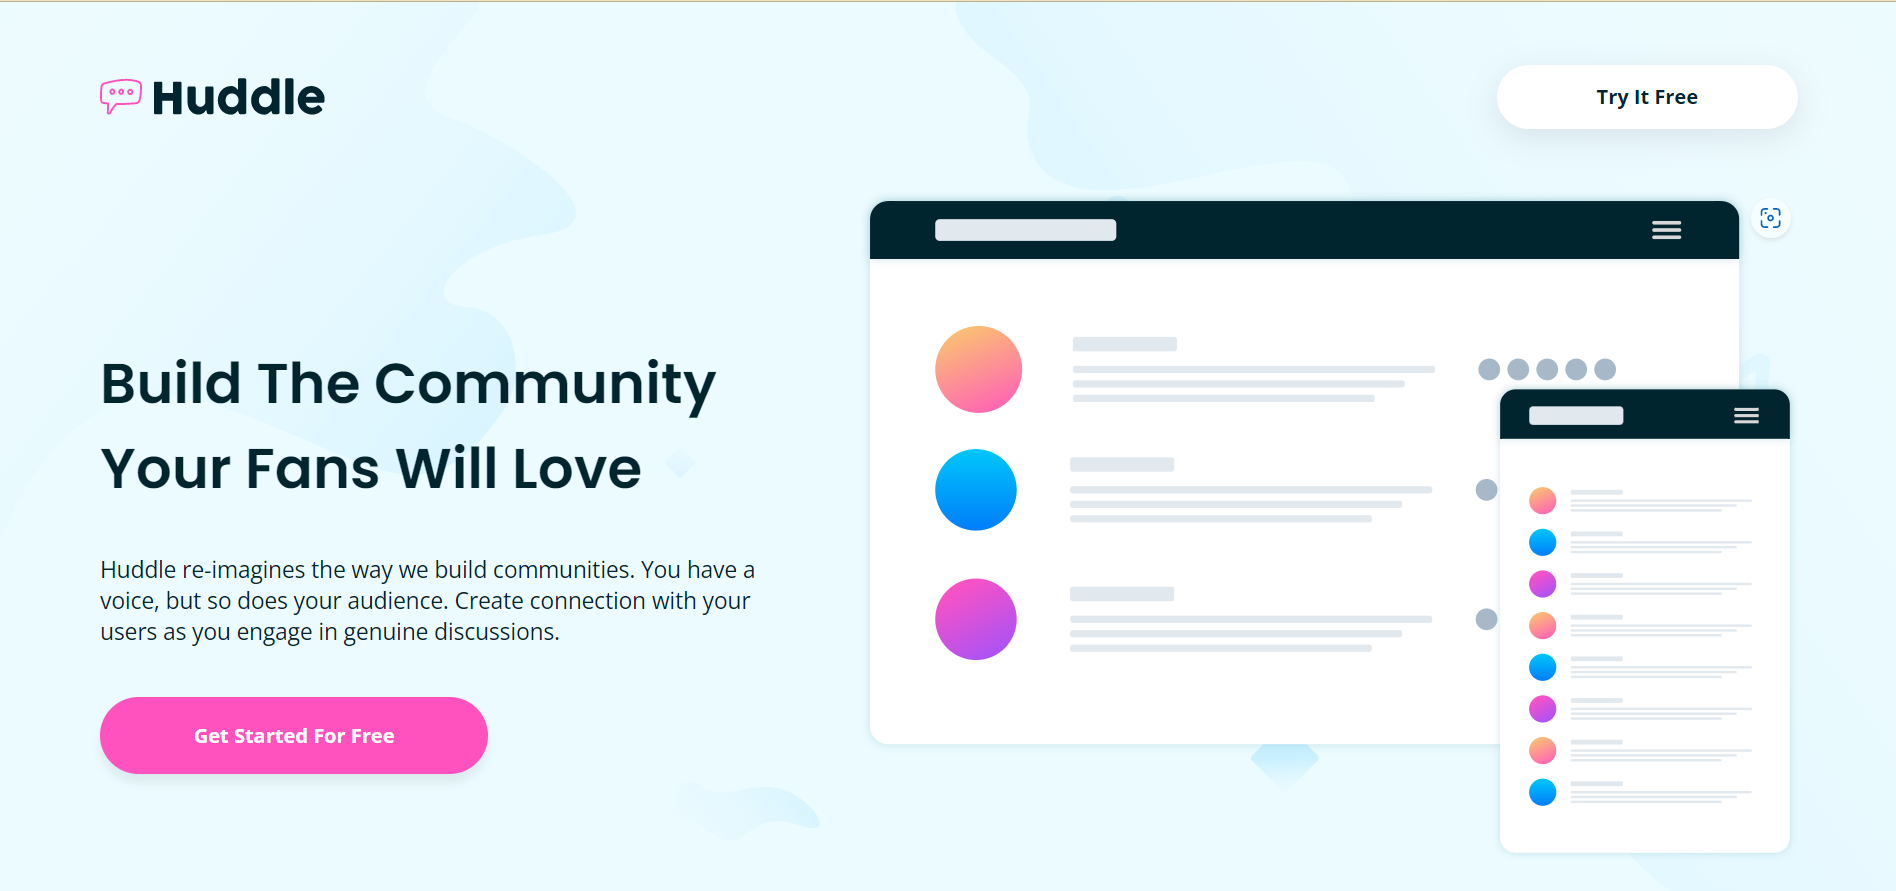 Huddle
Try It Free
Build The Community
Your Fans Will Love
Huddle re-imagines the way we build communities. You have a
voice, but so does your audience. Create connection with your
users as you engage in genuine discussions.
Get Started For Free